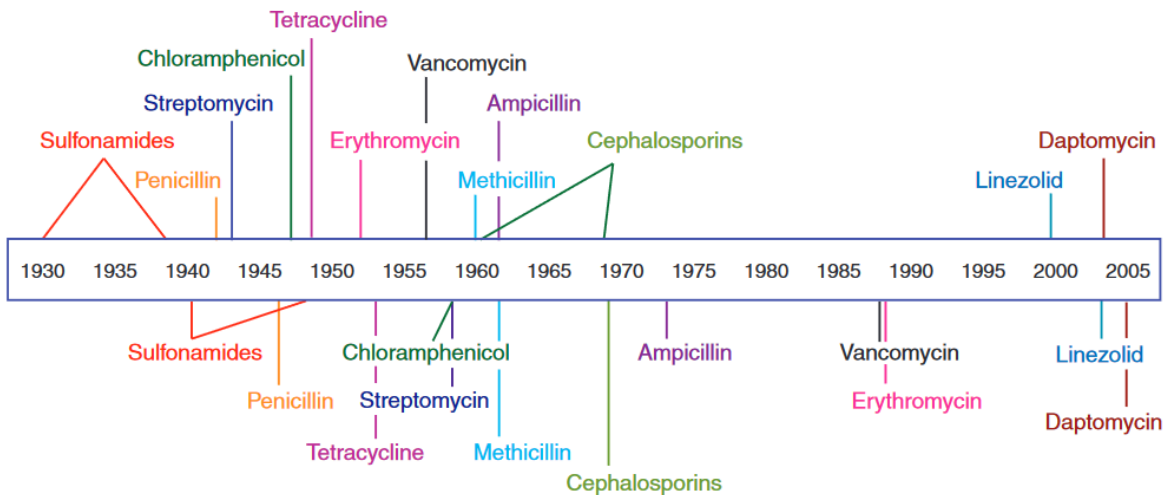 Tetracycline
Chloramphenicol
Vancomycin
Streptomycin
Ampicillin
Sulfonamides
Erythromycin
Cephalosporins
Daptomycin
Penicillin
Methicillin
Linezolid
1930 1935 1940 1945 1950 1955 1960 1965 1970 1975 1980 1985 1990 1995 2000 2005
Sulfonamides
Chloramphenicol
Ampicillin
Vancomycin
Linezolid
Penicillin
Streptomycin
Erythromycin
Daptomycin
Tetracycline
Methicillin
Cephalosporins